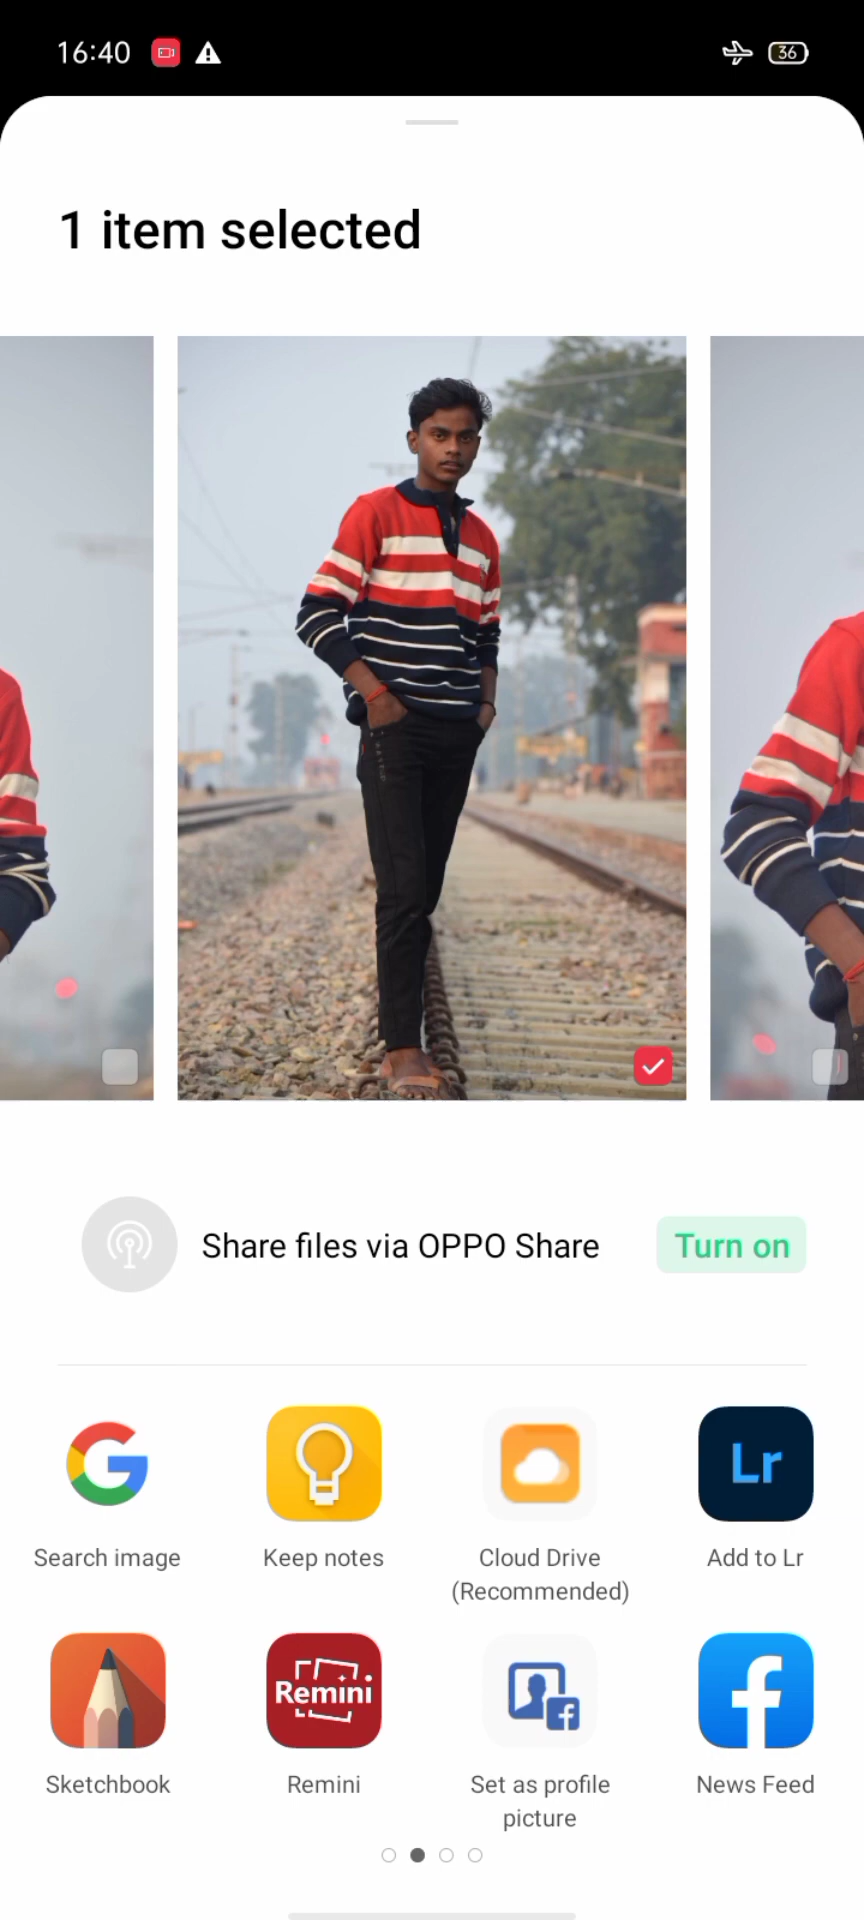 16:40
36
1 item selected
Share files via OPPO Share
Turn on
Lr
Search image
Keep notes
Cloud Drive
(Recommended)
Add to Lr
Remini
Sketchbook
Remini
Set as profile
picture
News Feed